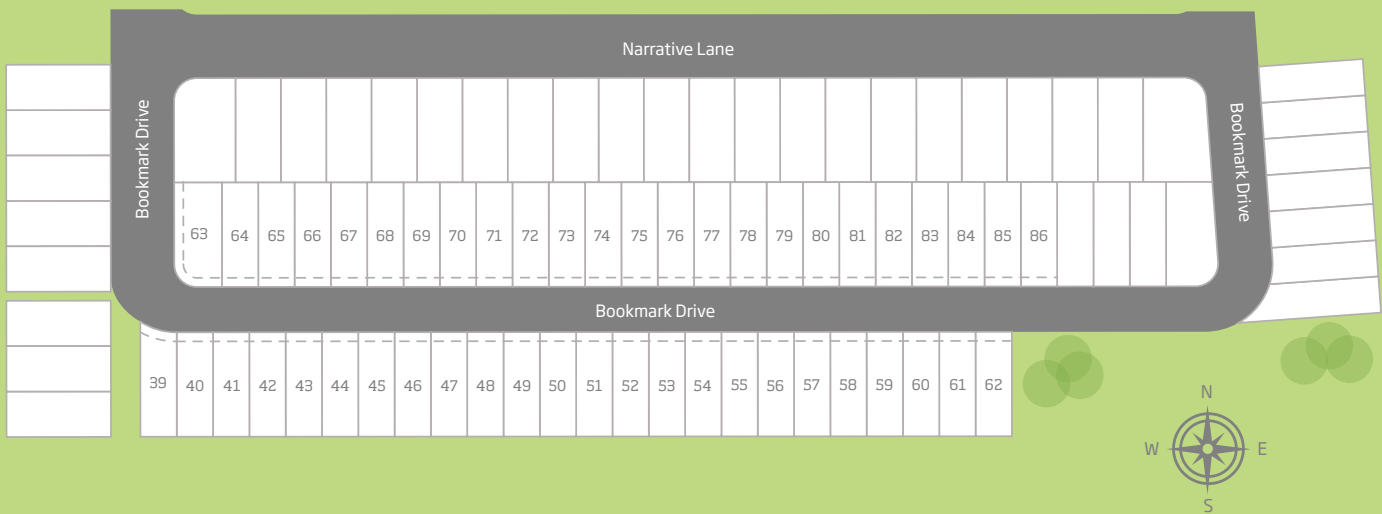 Narrative Lane
Bookmark Drive
Bookmark Drive
63 64 65 66 67 68 69 70 71 72 73 74 75 76 77 78 79 80 81 82 83 84 85 86
Bookmark Drive
39 40 41 42 43 44 45 46 47 48 49 50 51 52 53 54 55 56 57 58 59 60 61 62
N
W E
S